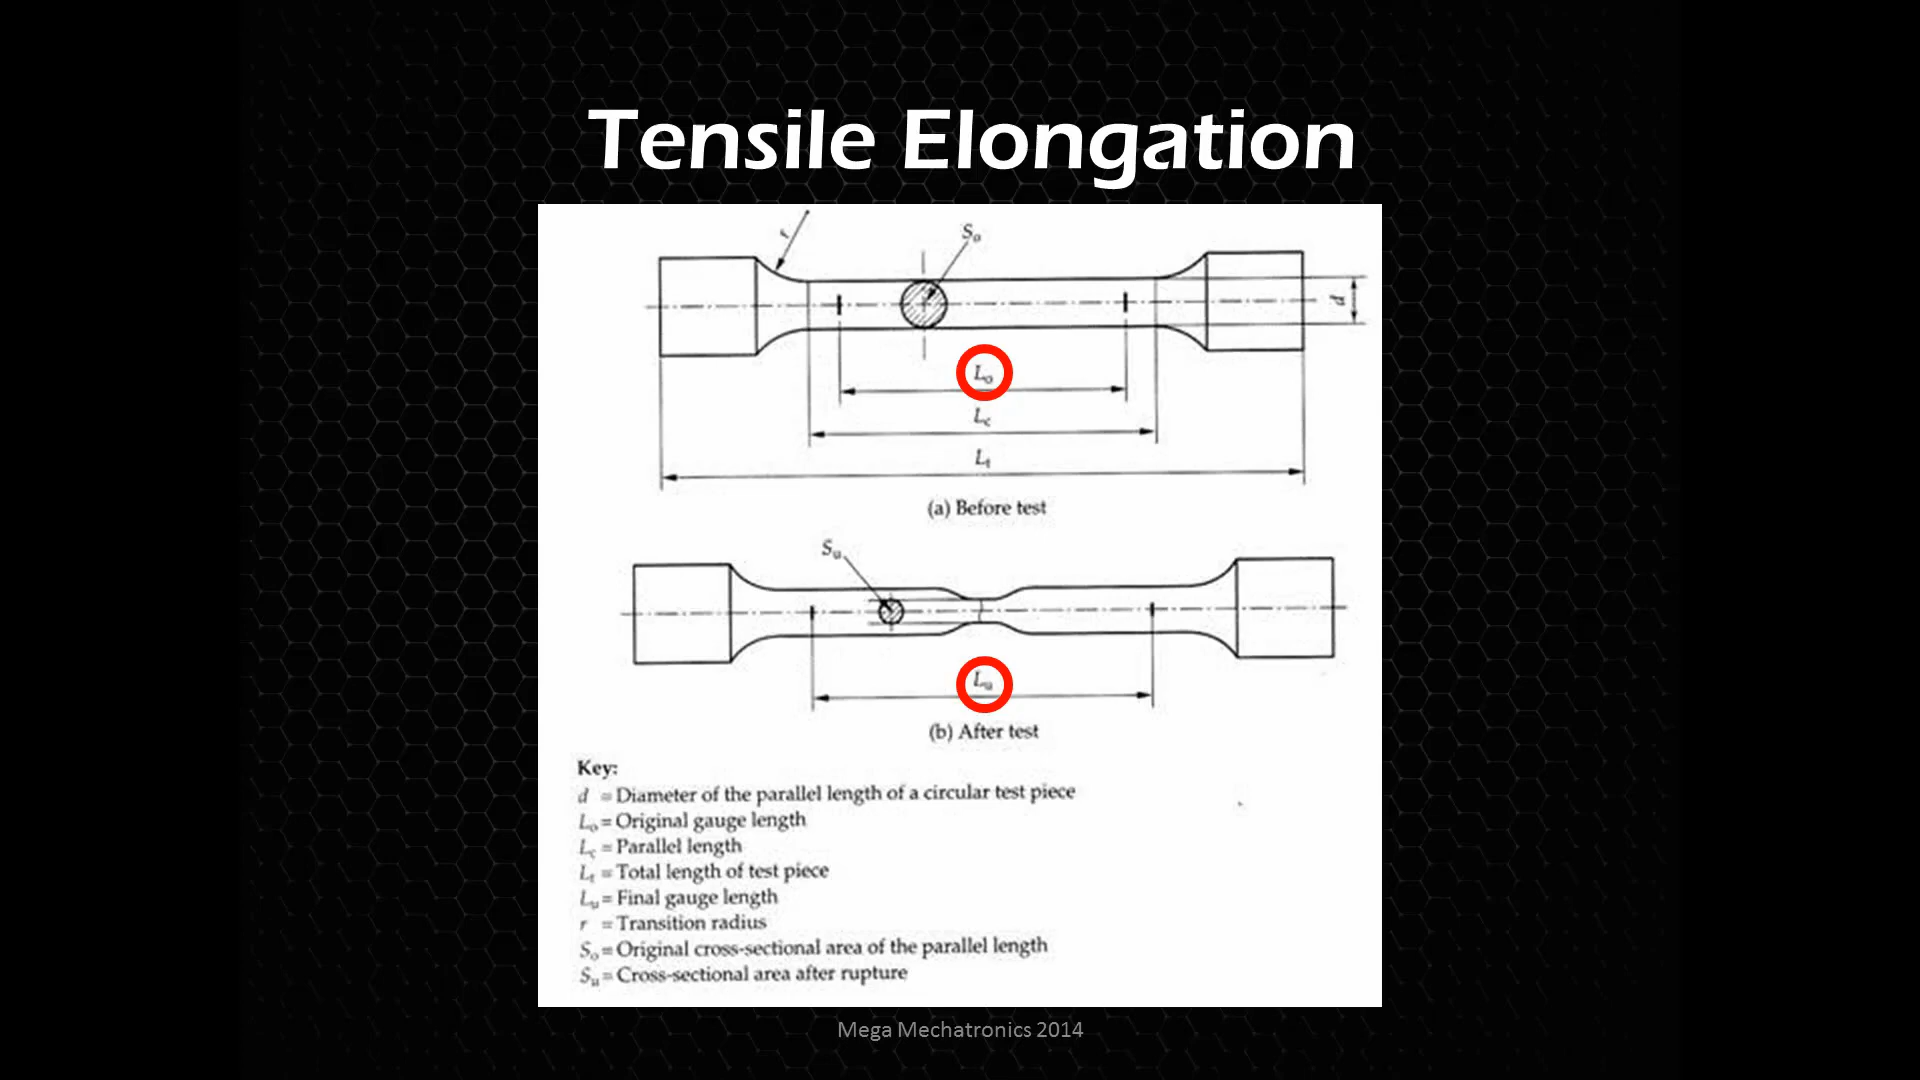 Tensile Elongation
r
So
d
Lo
Lc
Lt
(a) Before test
Su
Lu
(b) After test
Key:
d = Diameter of the parallel length of a circular test piece
Lo = Original gauge length
Lc = Parallel length
Lt = Total length of test piece
Lu = Final gauge length
r = Transition radius
So = Original cross-sectional area of the parallel length
Su = Cross-sectional area after rupture
Mega Mechatronics 2014